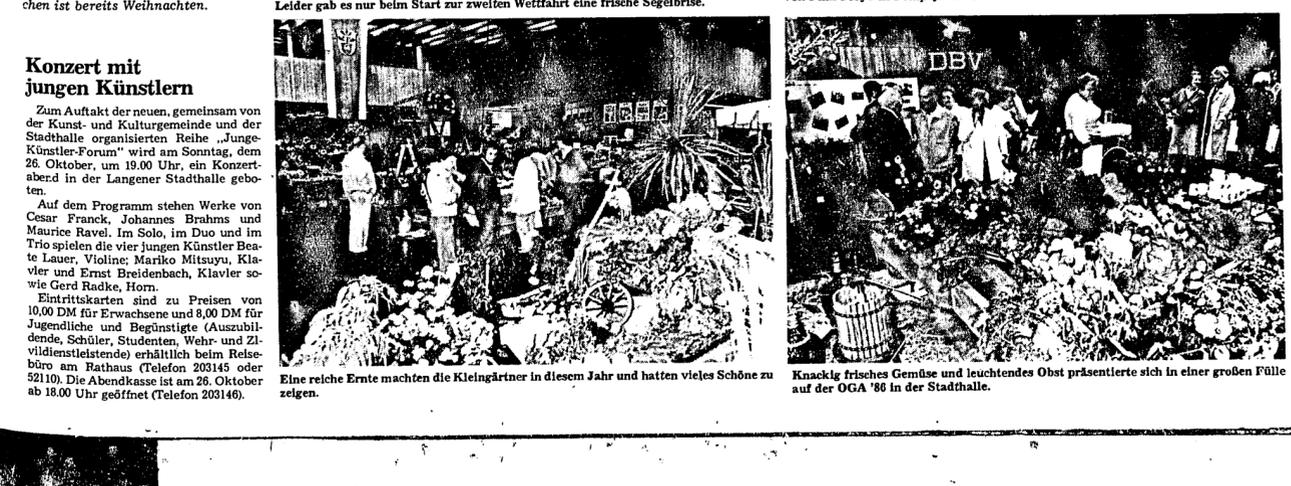 chen ist bereits Weihnachten.
Konzert mit
jungen Künstlern
Zum Auftakt der neuen, gemeinsam von
der Kunst- und Kulturgemeinde und der
Stadthalle organisierten Reihe „Junge-
Künstler-Forum" wird am Sonntag, dem
26. Oktober, um 19.00 Uhr, ein Konzert-
abend in der Langener Stadthalle gebo-
ten.
Auf dem Programm stehen Werke von
Cesar Franck, Johannes Brahms und
Maurice Ravel. Im Solo, im Duo und im
Trio spielen die vier jungen Künstler Bea-
te Lauer, Violine; Mariko Mitsuyu, Kla-
vier und Ernst Breidenbach, Klavier so-
wie Gerd Radke, Horn.
Eintrittskarten sind zu Preisen von
10,00 DM für Erwachsene und 8,00 DM für
Jugendliche und Begünstigte (Auszubil-
dende, Schüler, Studenten, Wehr- und Zi-
vildienstleistende) erhältlich beim Reise-
büro am Rathaus (Telefon 203145 oder
52110). Die Abendkasse ist am 26. Oktober
ab 18.00 Uhr geöffnet (Telefon 203146).
Leider gab es nur beim Start zur zweiten Wettfahrt eine frische Segelbrise.
Eine reiche Ernte machten die Kleingärtner in diesem Jahr und hatten vieles Schöne zu
zeigen.
DBV
Knackig frisches Gemüse und leuchtendes Obst präsentierte sich in einer großen Fülle
auf der OGA '86 in der Stadthalle.